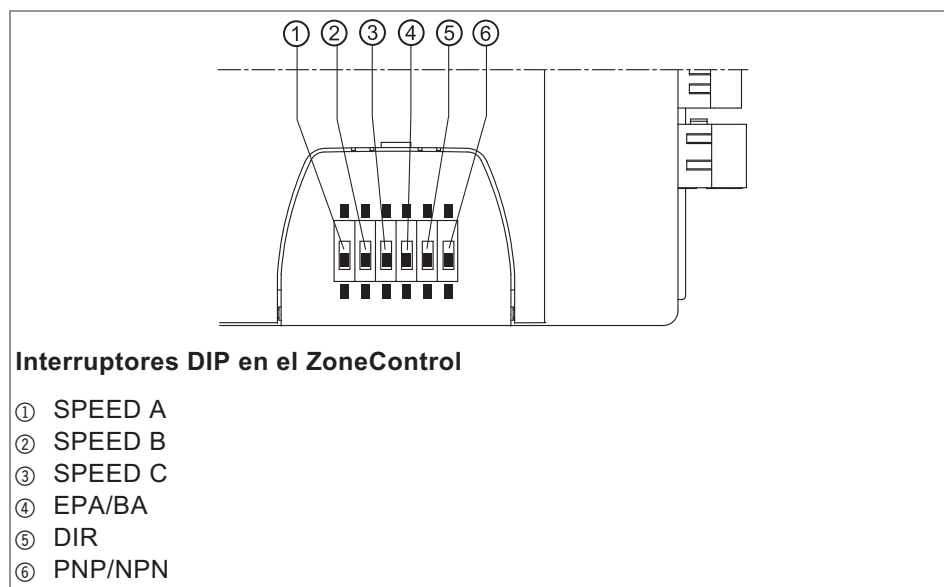 ① ② ③ ④ ⑤ ⑥
Interruptores DIP en el ZoneControl
① SPEED A
② SPEED B
③ SPEED C
④ EPA/BA
⑤ DIR
⑥ PNP/NPN